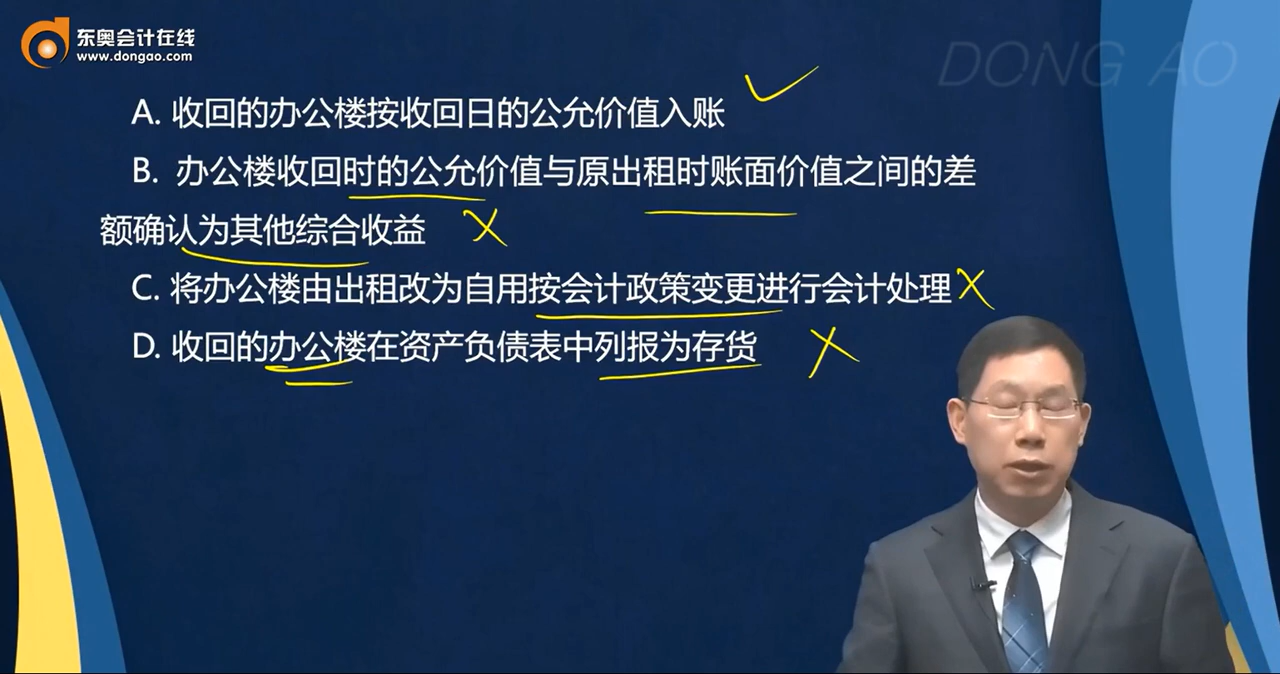 东奥会计在线
www.dongao.com
DONG AO
A. 收回的办公楼按收回日的公允价值入账
B. 办公楼收回时的公允价值与原出租时账面价值之间的差
额确认为其他综合收益
C. 将办公楼由出租改为自用按会计政策变更进行会计处理
D. 收回的办公楼在资产负债表中列报为存货